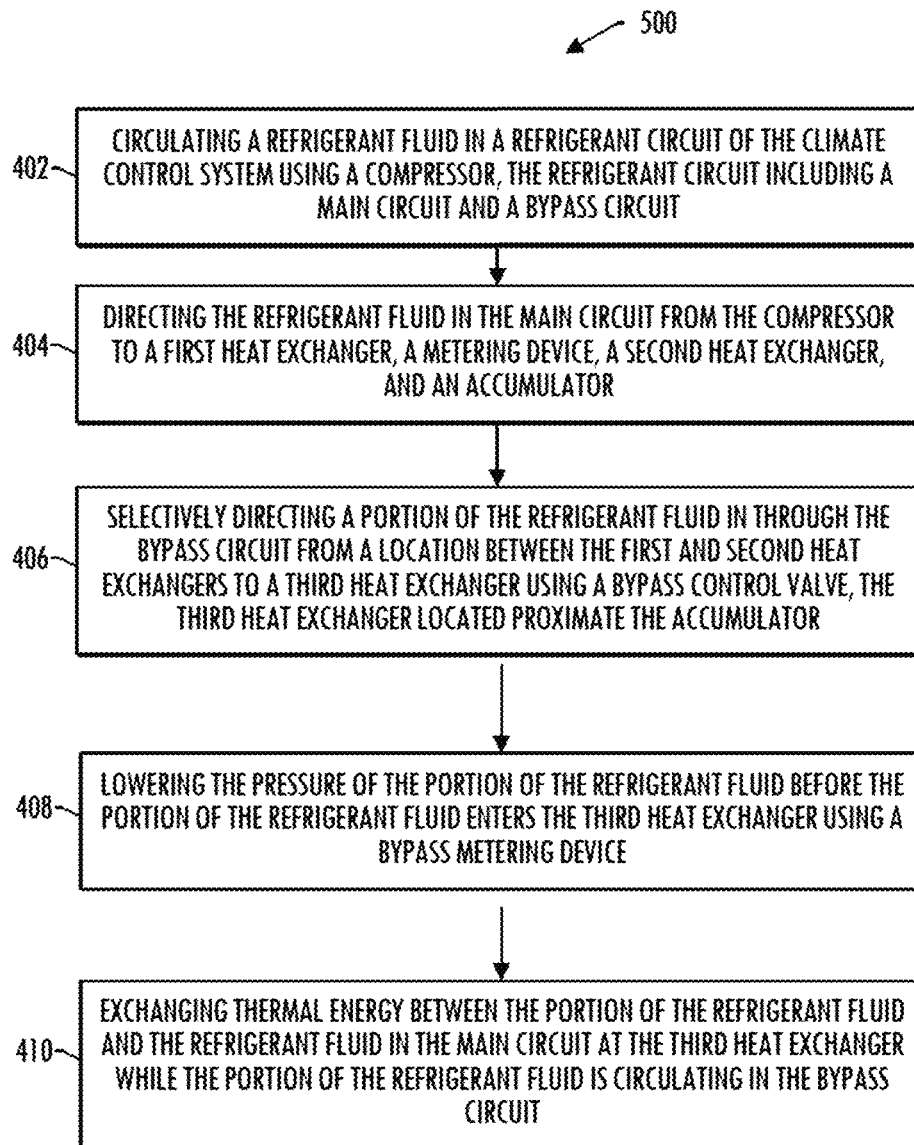 500
402
CIRCULATING A REFRIGERANT FLUID IN A REFRIGERANT CIRCUIT OF THE CLIMATE
CONTROL SYSTEM USING A COMPRESSOR, THE REFRIGERANT CIRCUIT INCLUDING A
MAIN CIRCUIT AND A BYPASS CIRCUIT
404
DIRECTING THE REFRIGERANT FLUID IN THE MAIN CIRCUIT FROM THE COMPRESSOR
TO A FIRST HEAT EXCHANGER, A METERING DEVICE, A SECOND HEAT EXCHANGER,
AND AN ACCUMULATOR
406
SELECTIVELY DIRECTING A PORTION OF THE REFRIGERANT FLUID IN THROUGH THE
BYPASS CIRCUIT FROM A LOCATION BETWEEN THE FIRST AND SECOND HEAT
EXCHANGERS TO A THIRD HEAT EXCHANGER USING A BYPASS CONTROL VALVE, THE
THIRD HEAT EXCHANGER LOCATED PROXIMATE THE ACCUMULATOR
408
LOWERING THE PRESSURE OF THE PORTION OF THE REFRIGERANT FLUID BEFORE THE
PORTION OF THE REFRIGERANT FLUID ENTERS THE THIRD HEAT EXCHANGER USING A
BYPASS METERING DEVICE
410
EXCHANGING THERMAL ENERGY BETWEEN THE PORTION OF THE REFRIGERANT FLUID
AND THE REFRIGERANT FLUID IN THE MAIN CIRCUIT AT THE THIRD HEAT EXCHANGER
WHILE THE PORTION OF THE REFRIGERANT FLUID IS CIRCULATING IN THE BYPASS
CIRCUIT